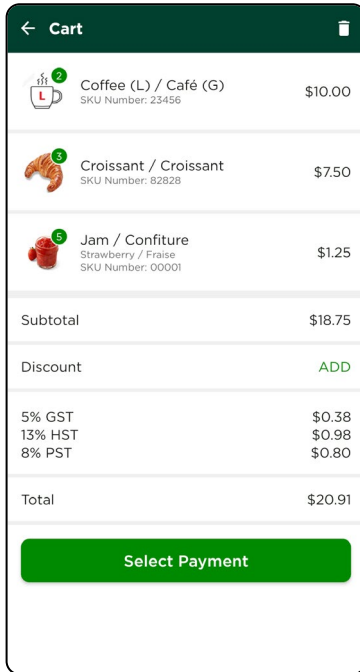 Cart
2
L
Coffee (L) / Café (G)
SKU Number: 23456
$10.00
3
Croissant / Croissant
SKU Number: 82828
$7.50
5
Jam / Confiture
Strawberry / Fraise
SKU Number: 00001
$1.25
Subtotal $18.75
Discount ADD
5% GST $0.38
13% HST $0.98
8% PST $0.80
Total $20.91
Select Payment